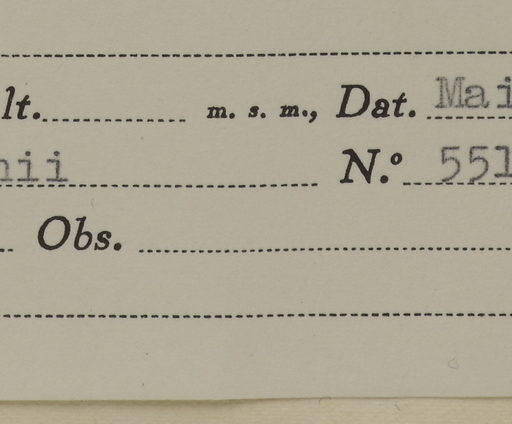 lt. m. s. m., Dat. Mai
nii N.º 551
Obs.